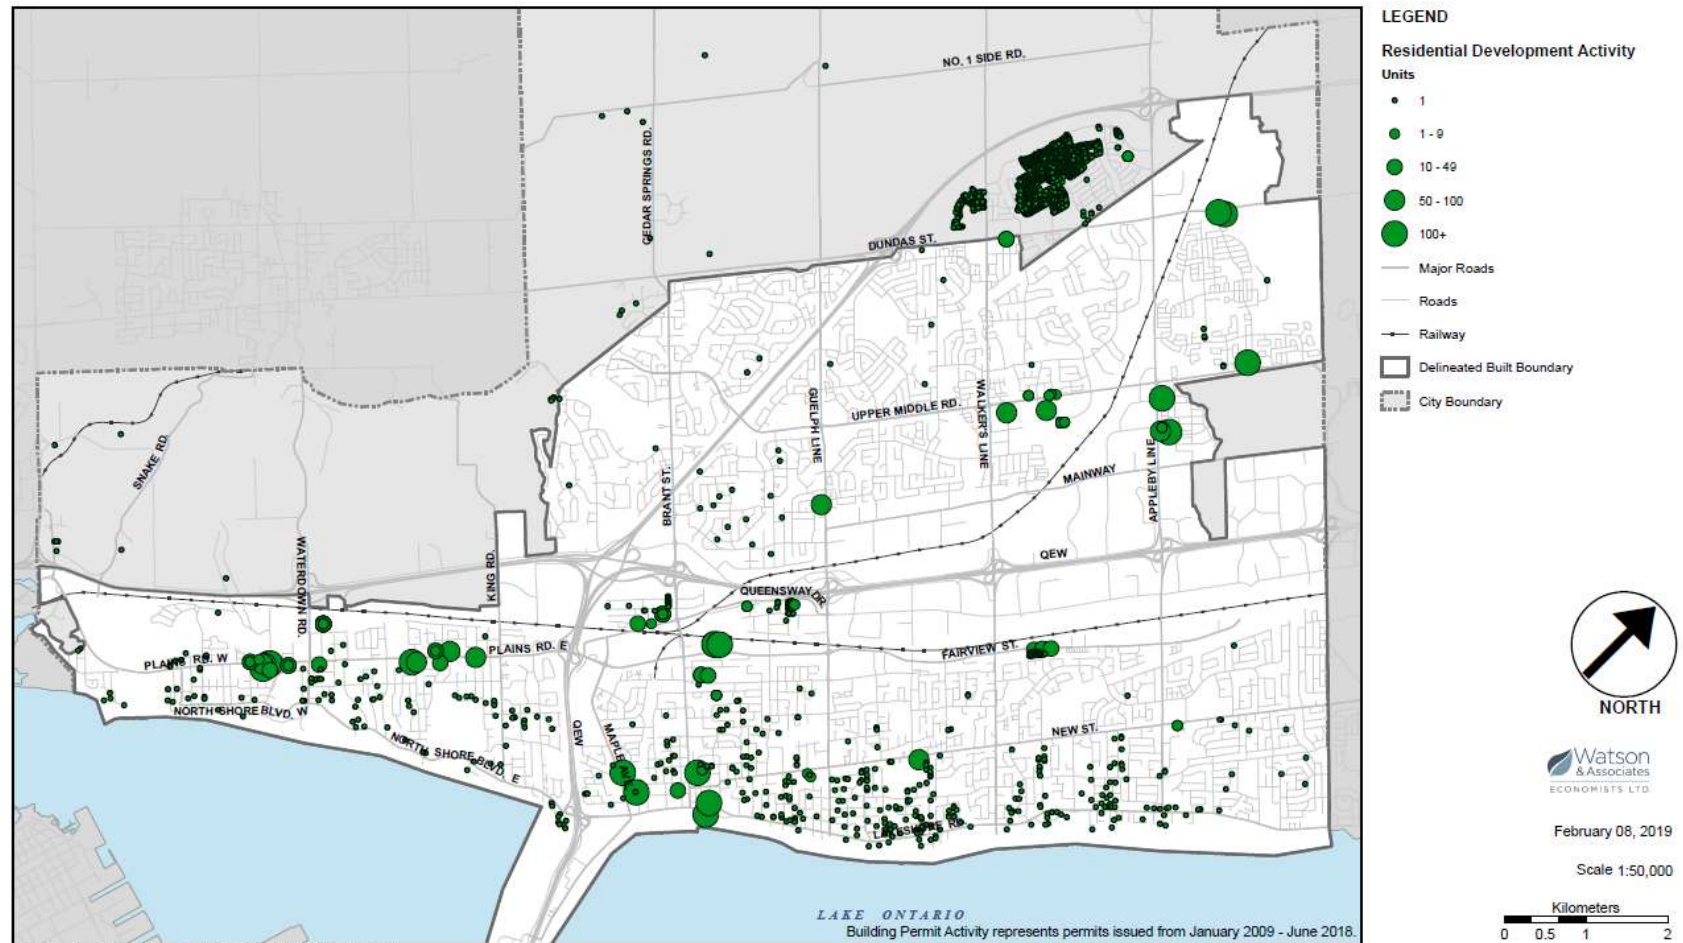 NO. 1 SIDE RD.
CEDAR SPRINGS RD.
DUNDAS ST.
SNAKE RD.
GUELPH LINE
UPPER MIDDLE RD.
WALKER'S LINE
MAINWAY
APPLEBY LINE
BRANT ST.
QEW
WATERDOWN RD.
KING RD.
QUEENSWAY DR.
PLAINS RD. W
PLAINS RD. E
FAIRVIEW ST.
NORTH SHORE BLVD. W
NORTH SHORE BLVD. E
QEW
MAPLE AVE.
NEW ST.
LAKESHORE RD.
LAKE ONTARIO
Building Permit Activity represents permits issued from January 2009 - June 2018.
LEGEND
Residential Development Activity
Units
1
1 - 9
10 - 49
50 - 100
100+
Major Roads
Roads
Railway
Delineated Built Boundary
City Boundary
NORTH
Watson
& Associates
ECONOMISTS LTD.
February 08, 2019
Scale 1:50,000
Kilometers
0 0.5 1 2